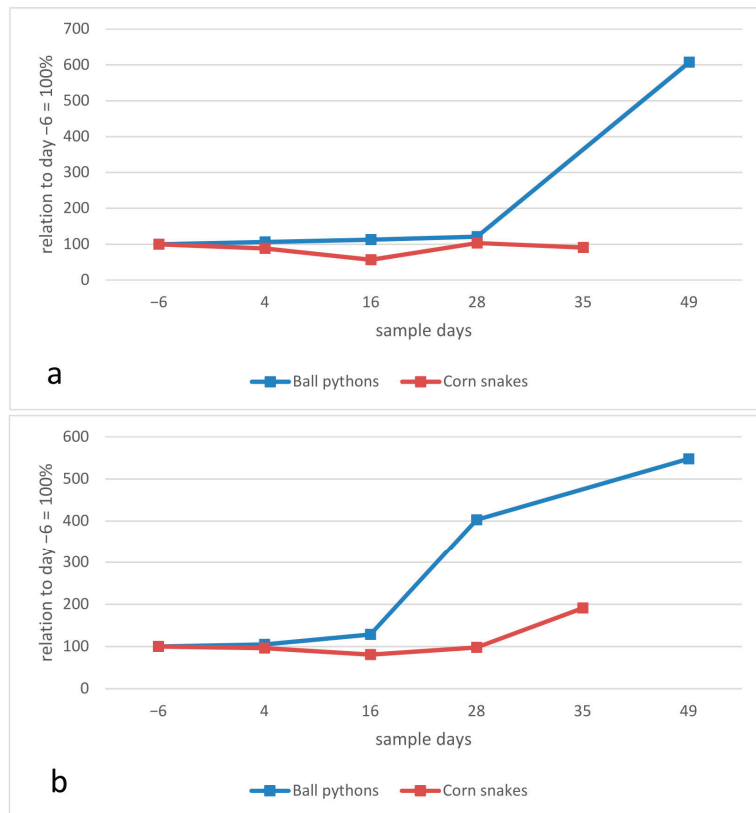 700
600
500
400
300
200
100
0
relation to day −6 = 100%
−6 4 16 28 35 49
sample days
a
Ball pythons Corn snakes
600
500
400
300
200
100
0
relation to day −6 = 100%
−6 4 16 28 35 49
sample days
b
Ball pythons Corn snakes